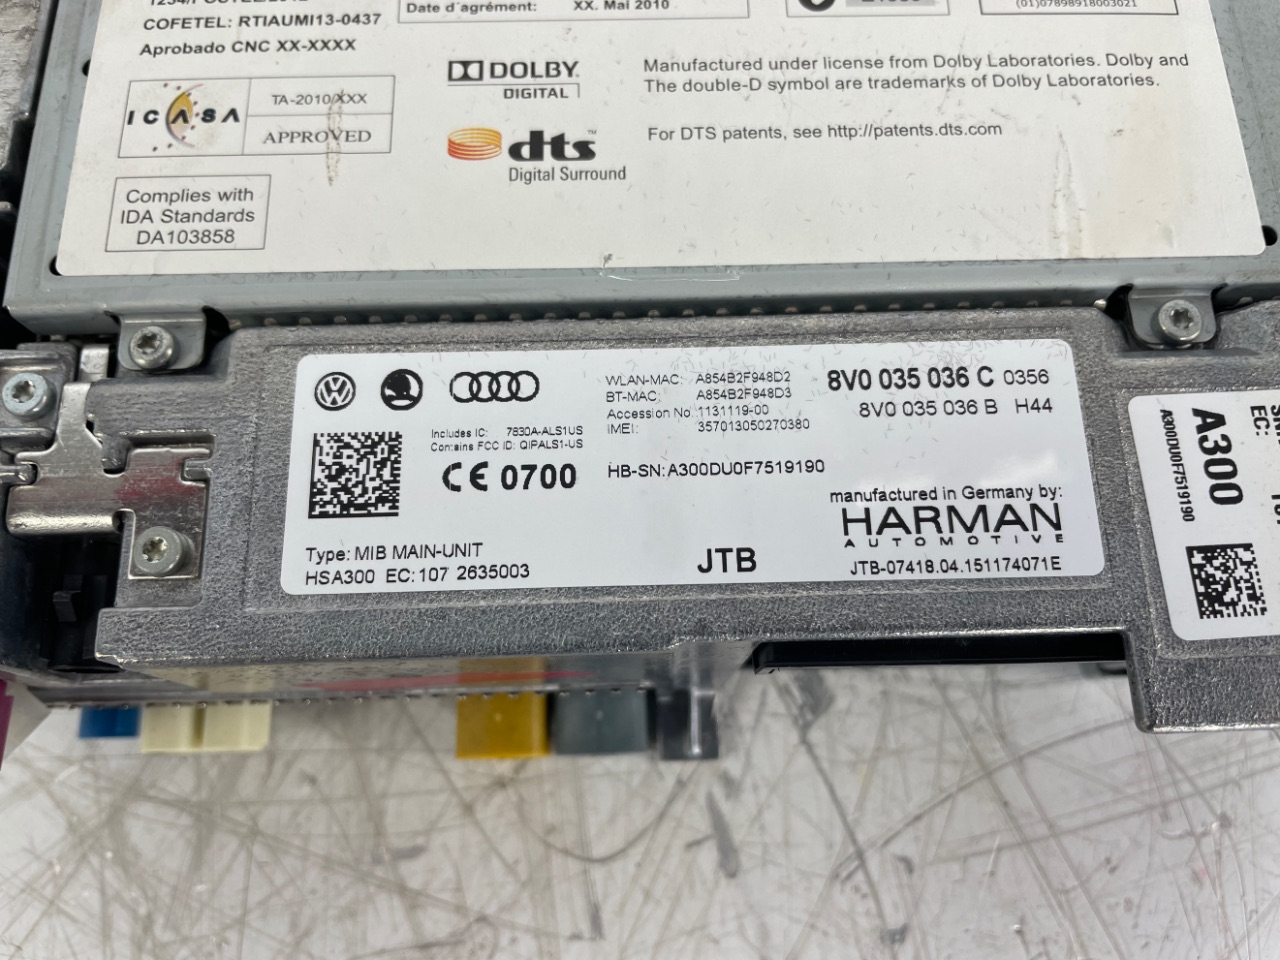 COFETEL: RTIAUMI13-0437
Aprobado CNC XX-XXXX
Date d'agrément: XX. Mai 2010
(01)07898918003021
ICASA
TA-2010/XXX
APPROVED
DOLBY
DIGITAL
Manufactured under license from Dolby Laboratories. Dolby and
The double-D symbol are trademarks of Dolby Laboratories.
dts
Digital Surround
For DTS patents, see http://patents.dts.com
Complies with
IDA Standards
DA103858
WLAN-MAC: A854B2F948D2
BT-MAC: A854B2F948D3
Accession No. 1131119-00
IMEI: 357013050270380
8V0 035 036 C 0356
8V0 035 036 B H44
Includes IC: 7830A-ALS1US
Contains FCC ID: QIPALS1-US
CE 0700
HB-SN: A300DU0F7519190
manufactured in Germany by:
HARMAN
AUTOMOTIVE
Type: MIB MAIN-UNIT
HSA300 EC: 107 2635003
JTB
JTB-07418.04.151174071E
A300
EC:
A300DU0F7519190